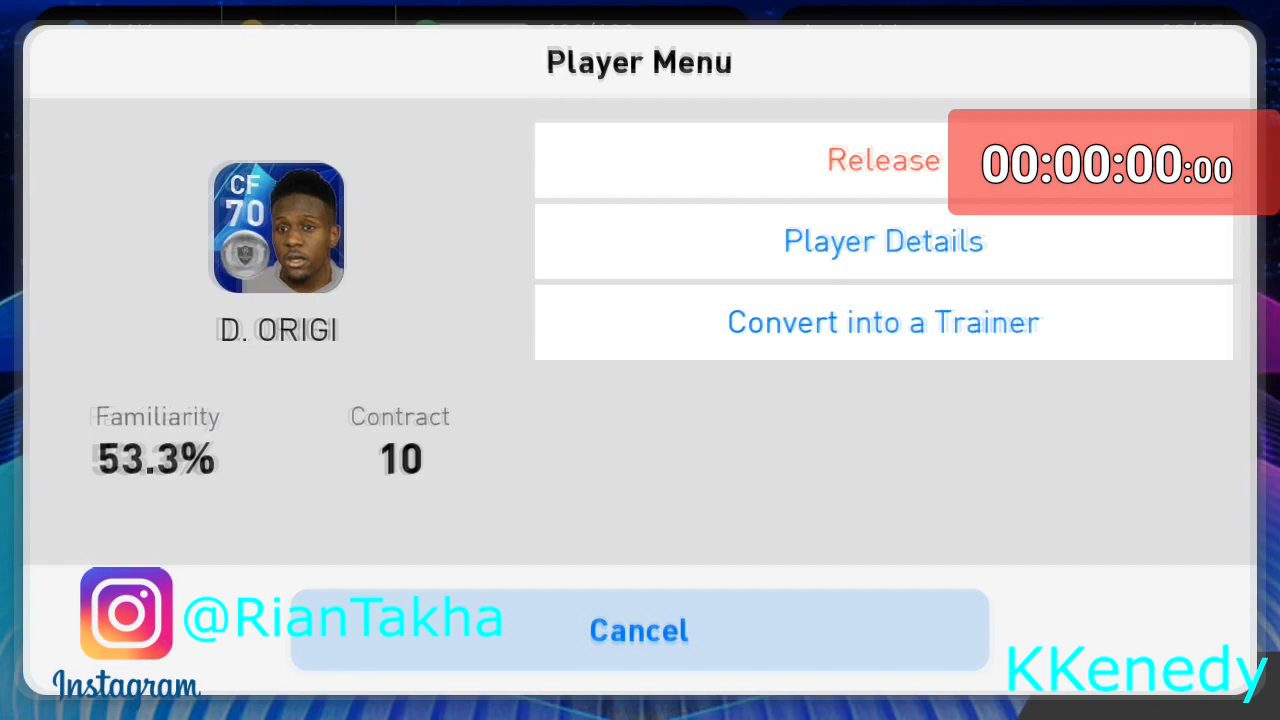 Player Menu
CF
70
D. ORIGI
Familiarity
53.3%
Contract
10
Release
00:00:00:00
Player Details
Convert into a Trainer
@RianTakha
Instagram
Cancel
KKenedy